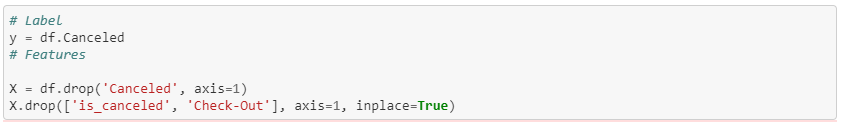 # Label
y = df.Canceled
# Features
X = df.drop('Canceled', axis=1)
X.drop(['is_canceled', 'Check-Out'], axis=1, inplace=True)